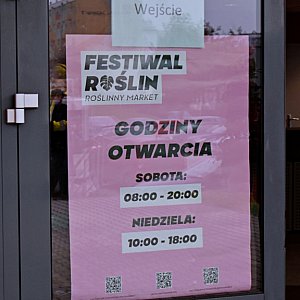 Wejście
FESTIWAL
ROŚLIN
ROŚLINNY MARKET
GODZINY
OTWARCIA
SOBOTA:
08:00 - 20:00
NIEDZIELA:
10:00 - 18:00